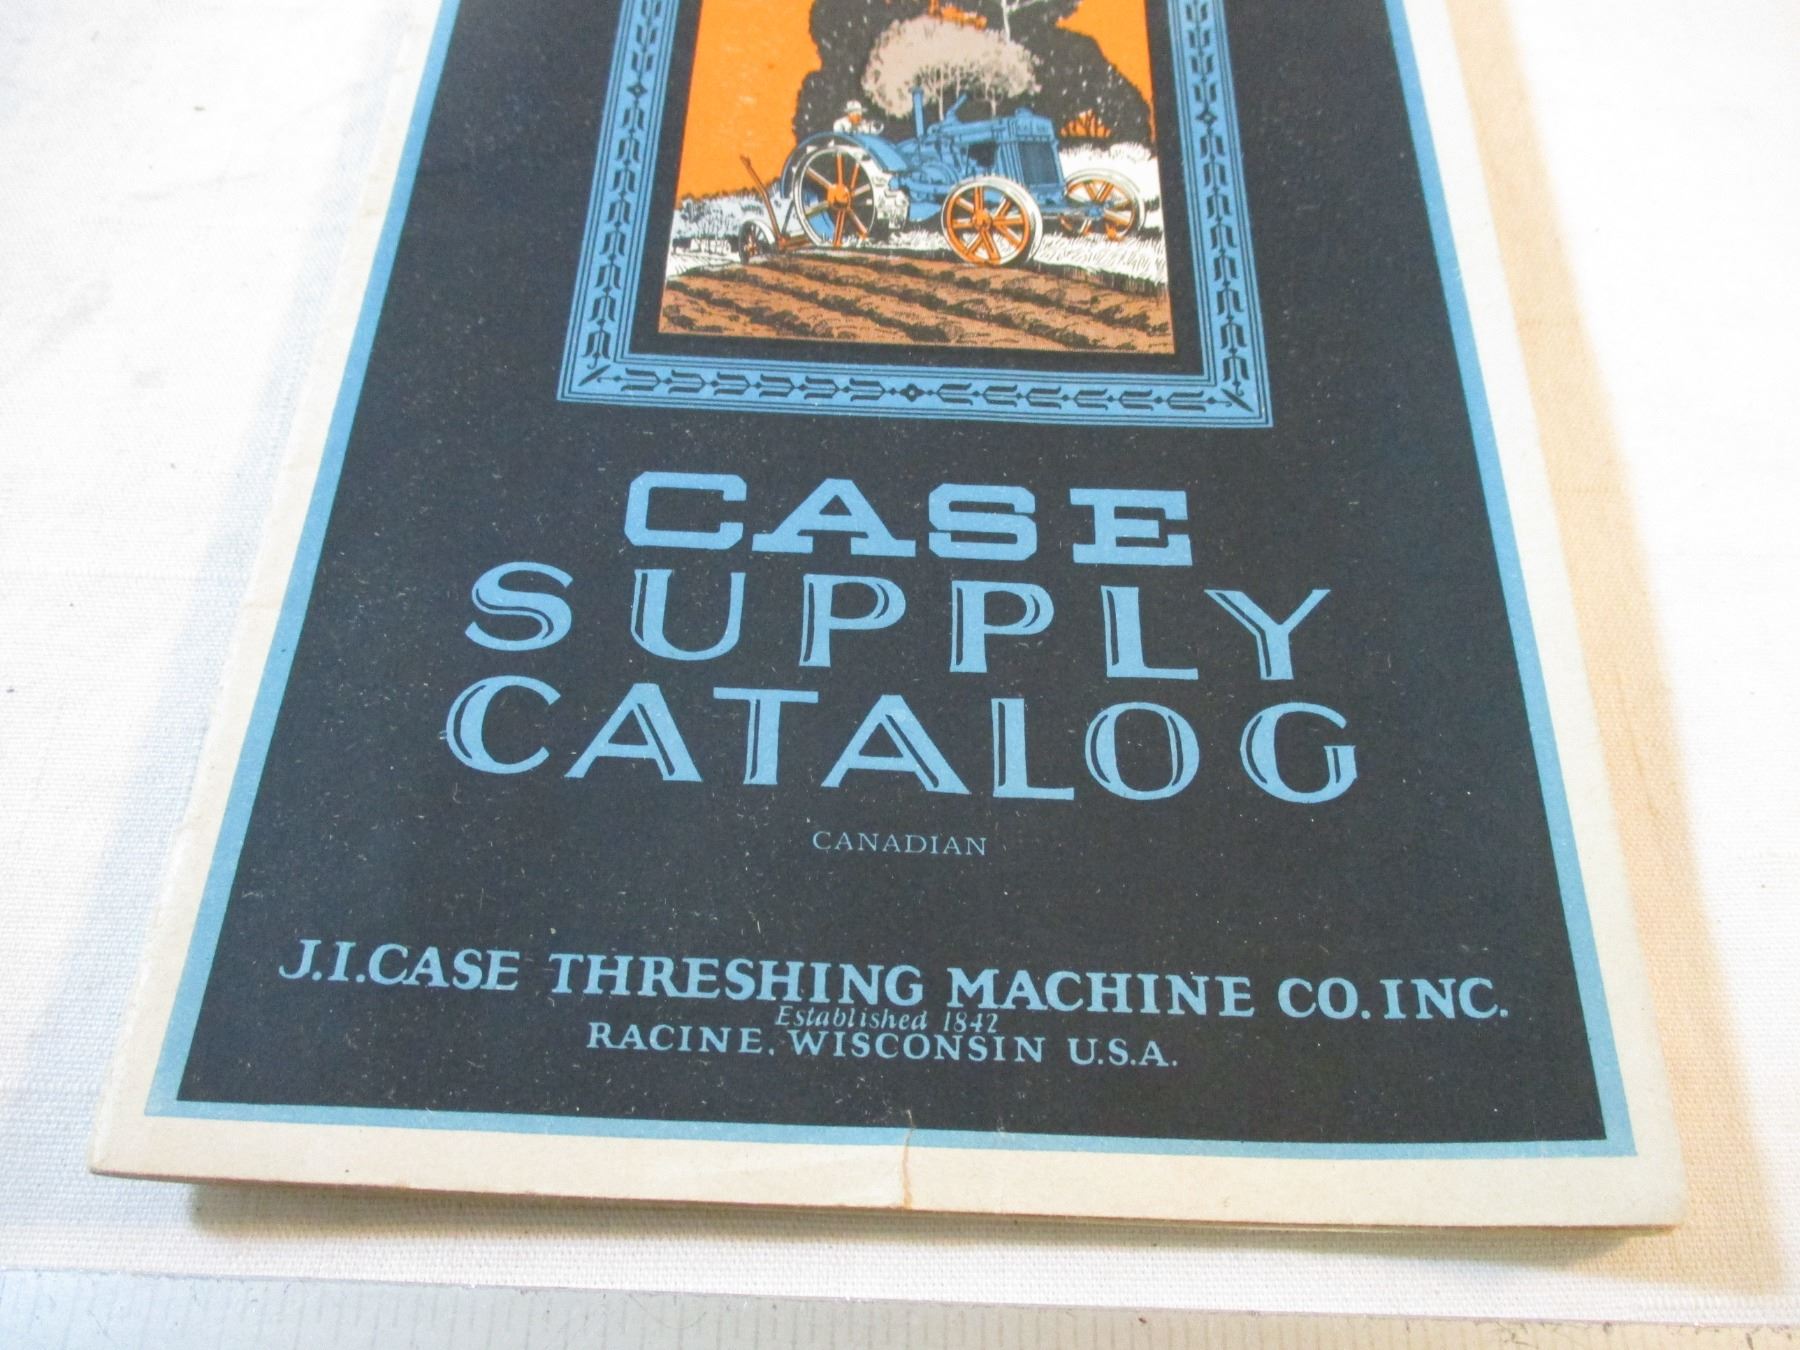 CASE
SUPPLY
CATALOG
CANADIAN
J.I.CASE THRESHING MACHINE CO. INC.
Established 1842
RACINE, WISCONSIN U.S.A.